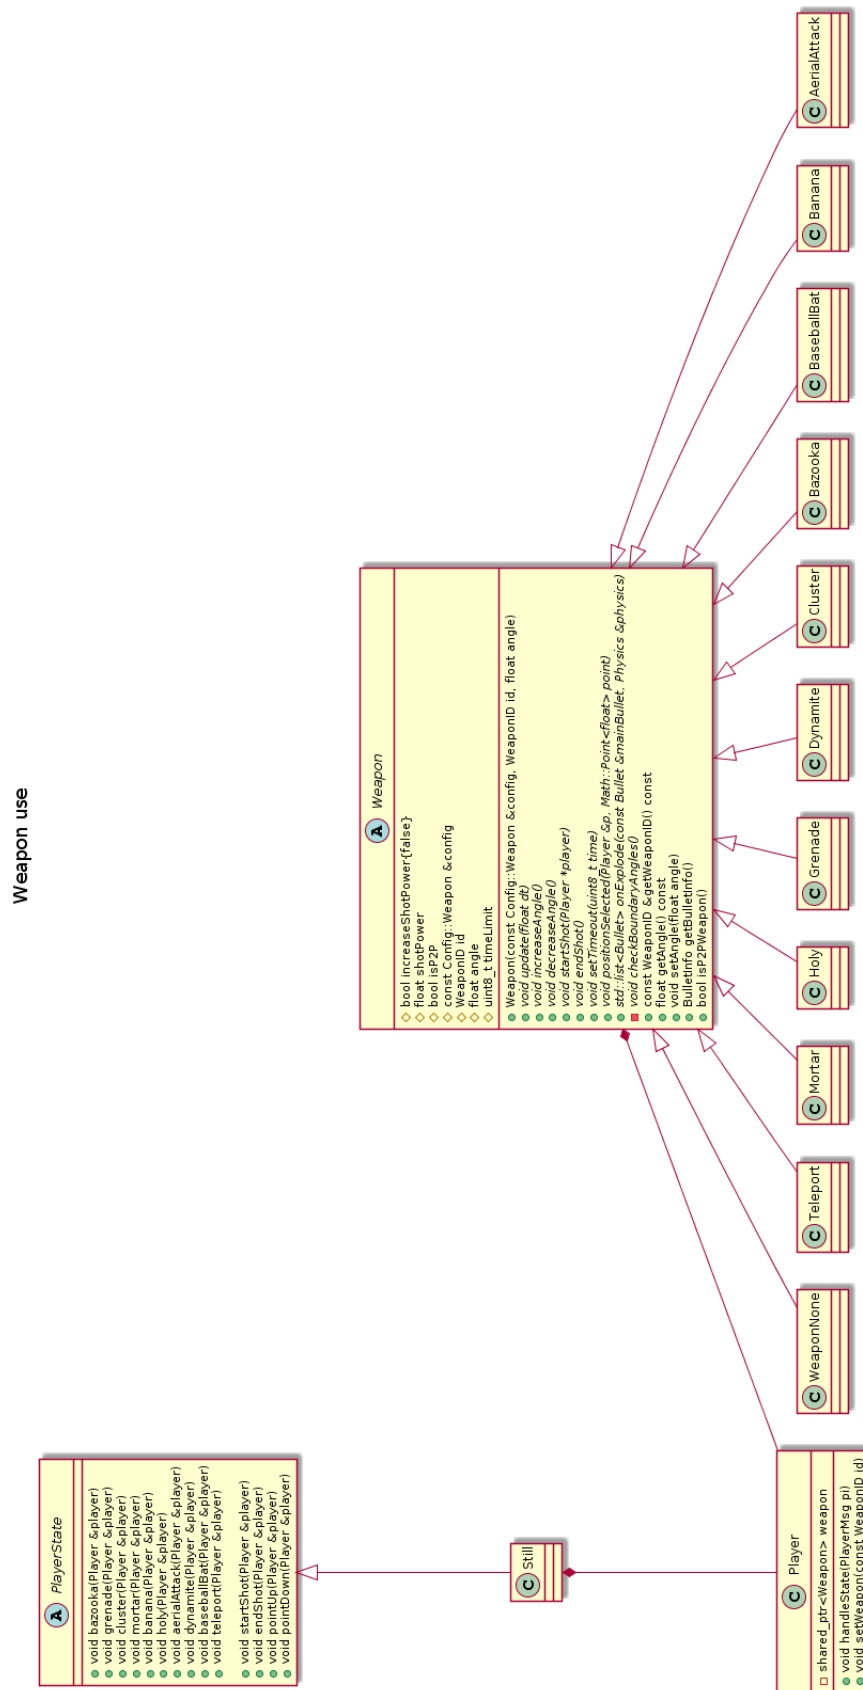 Weapon use
A PlayerState
void bazooka(Player &player)
void grenade(Player &player)
void cluster(Player &player)
void mortar(Player &player)
void banana(Player &player)
void holy(Player &player)
void aerialAttack(Player &player)
void dynamite(Player &player)
void baseballBat(Player &player)
void teleport(Player &player)
void startShot(Player &player)
void endShot(Player &player)
void pointUp(Player &player)
void pointDown(Player &player)
A Weapon
bool increaseShotPower{false}
float shotPower
bool isP2P
const Config::Weapon &config
WeaponID id
float angle
uint8_t timeLimit
Weapon(const Config::Weapon &config, WeaponID id, float angle)
void update(float dt)
void increaseAngle()
void decreaseAngle()
void startShot(Player *player)
void endShot()
void setTimeout(uint8_t time)
void positionSelected(Player &p, Math::Point<float> point)
std::list<Bullet> onExplode(const Bullet &mainBullet, Physics &physics)
void checkBoundaryAngles()
const WeaponID &getWeaponID() const
float getAngle() const
void setAngle(float angle)
BulletInfo getBulletInfo()
bool isP2PWeapon()
C Still
C Player
shared_ptr<Weapon> weapon
void handleState(PlayerMsg pi)
void setWeapon(const WeaponID id)
C WeaponNone
C Teleport
C Mortar
C Holy
C Grenade
C Dynamite
C Cluster
C Bazooka
C BaseballBat
C Banana
C AerialAttack